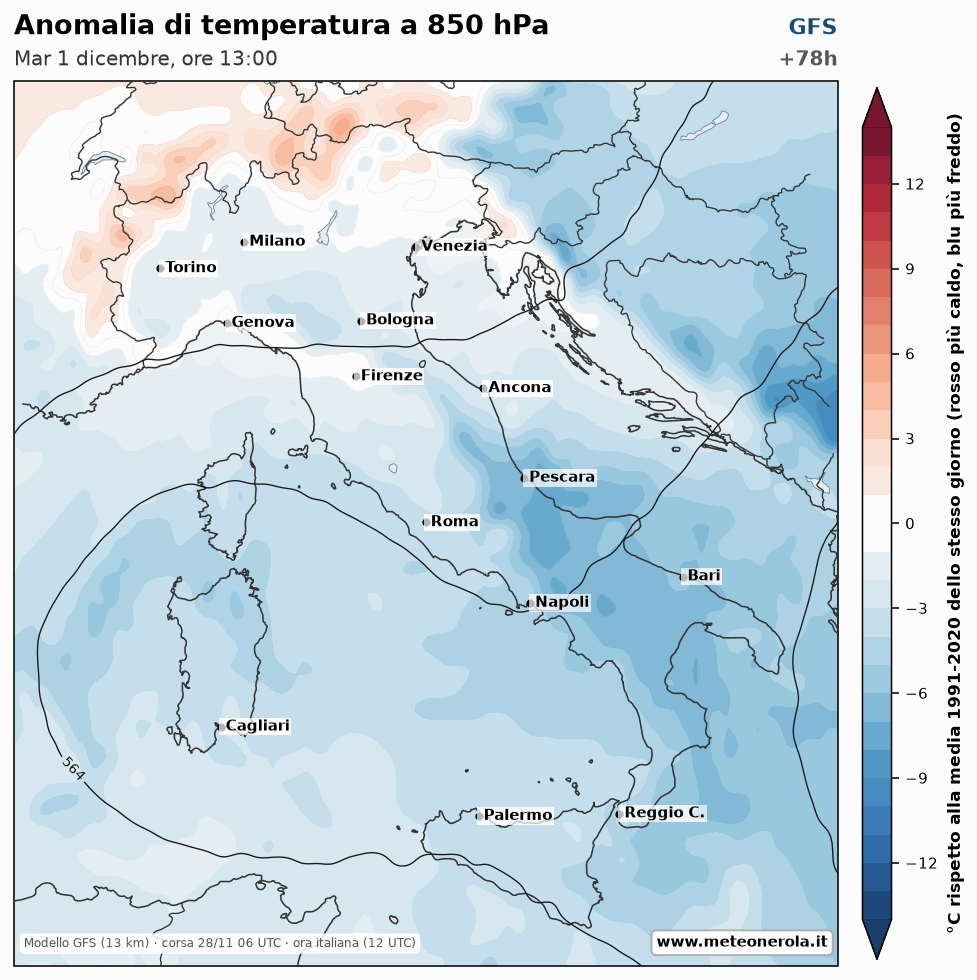 Anomalia di temperatura a 850 hPa
GFS
Mar 1 dicembre, ore 13:00
+78h
Milano
Venezia
Torino
Genova
Bologna
Firenze
Ancona
Pescara
Roma
Bari
Napoli
Cagliari
564
Palermo
Reggio C.
Modello GFS (13 km) · corsa 28/11 06 UTC · ora italiana (12 UTC)
www.meteonerola.it
12
9
6
3
0
−3
−6
−9
−12
°C rispetto alla media 1991-2020 dello stesso giorno (rosso più caldo, blu più freddo)